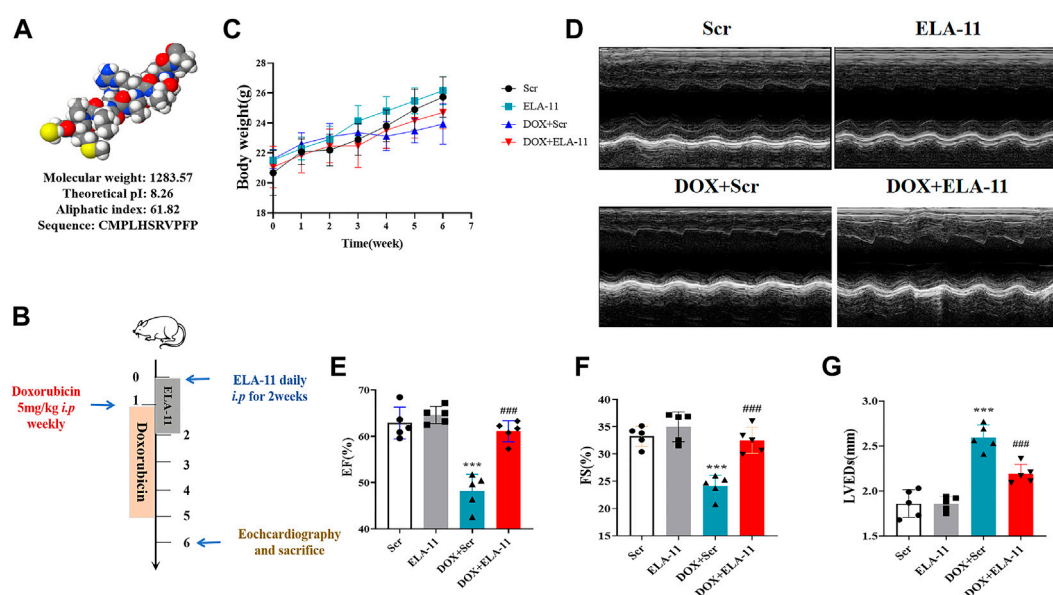 A
Molecular weight: 1283.57
Theoretical pI: 8.26
Aliphatic index: 61.82
Sequence: CMPLHSRVPFP
C
Body weight(g)
28
26
24
22
20
18
0
1
2
3
4
5
6
7
Time(week)
Scr
ELA-11
DOX+Scr
DOX+ELA-11
D
Scr
ELA-11
DOX+Scr
DOX+ELA-11
B
Doxorubicin
5mg/kg i.p
weekly
0
1
2
3
4
5
6
ELA-11
Doxorubicin
ELA-11 daily
i.p for 2weeks
Eochcardiography
and sacrifice
E
EF(%)
70
60
50
40
***
###
Scr
ELA-11
DOX+Scr
DOX+ELA-11
F
FS(%)
40
35
30
25
20
15
***
###
Scr
ELA-11
DOX+Scr
DOX+ELA-11
G
LVEDs(mm)
3.0
2.5
2.0
1.5
***
###
Scr
ELA-11
DOX+Scr
DOX+ELA-11